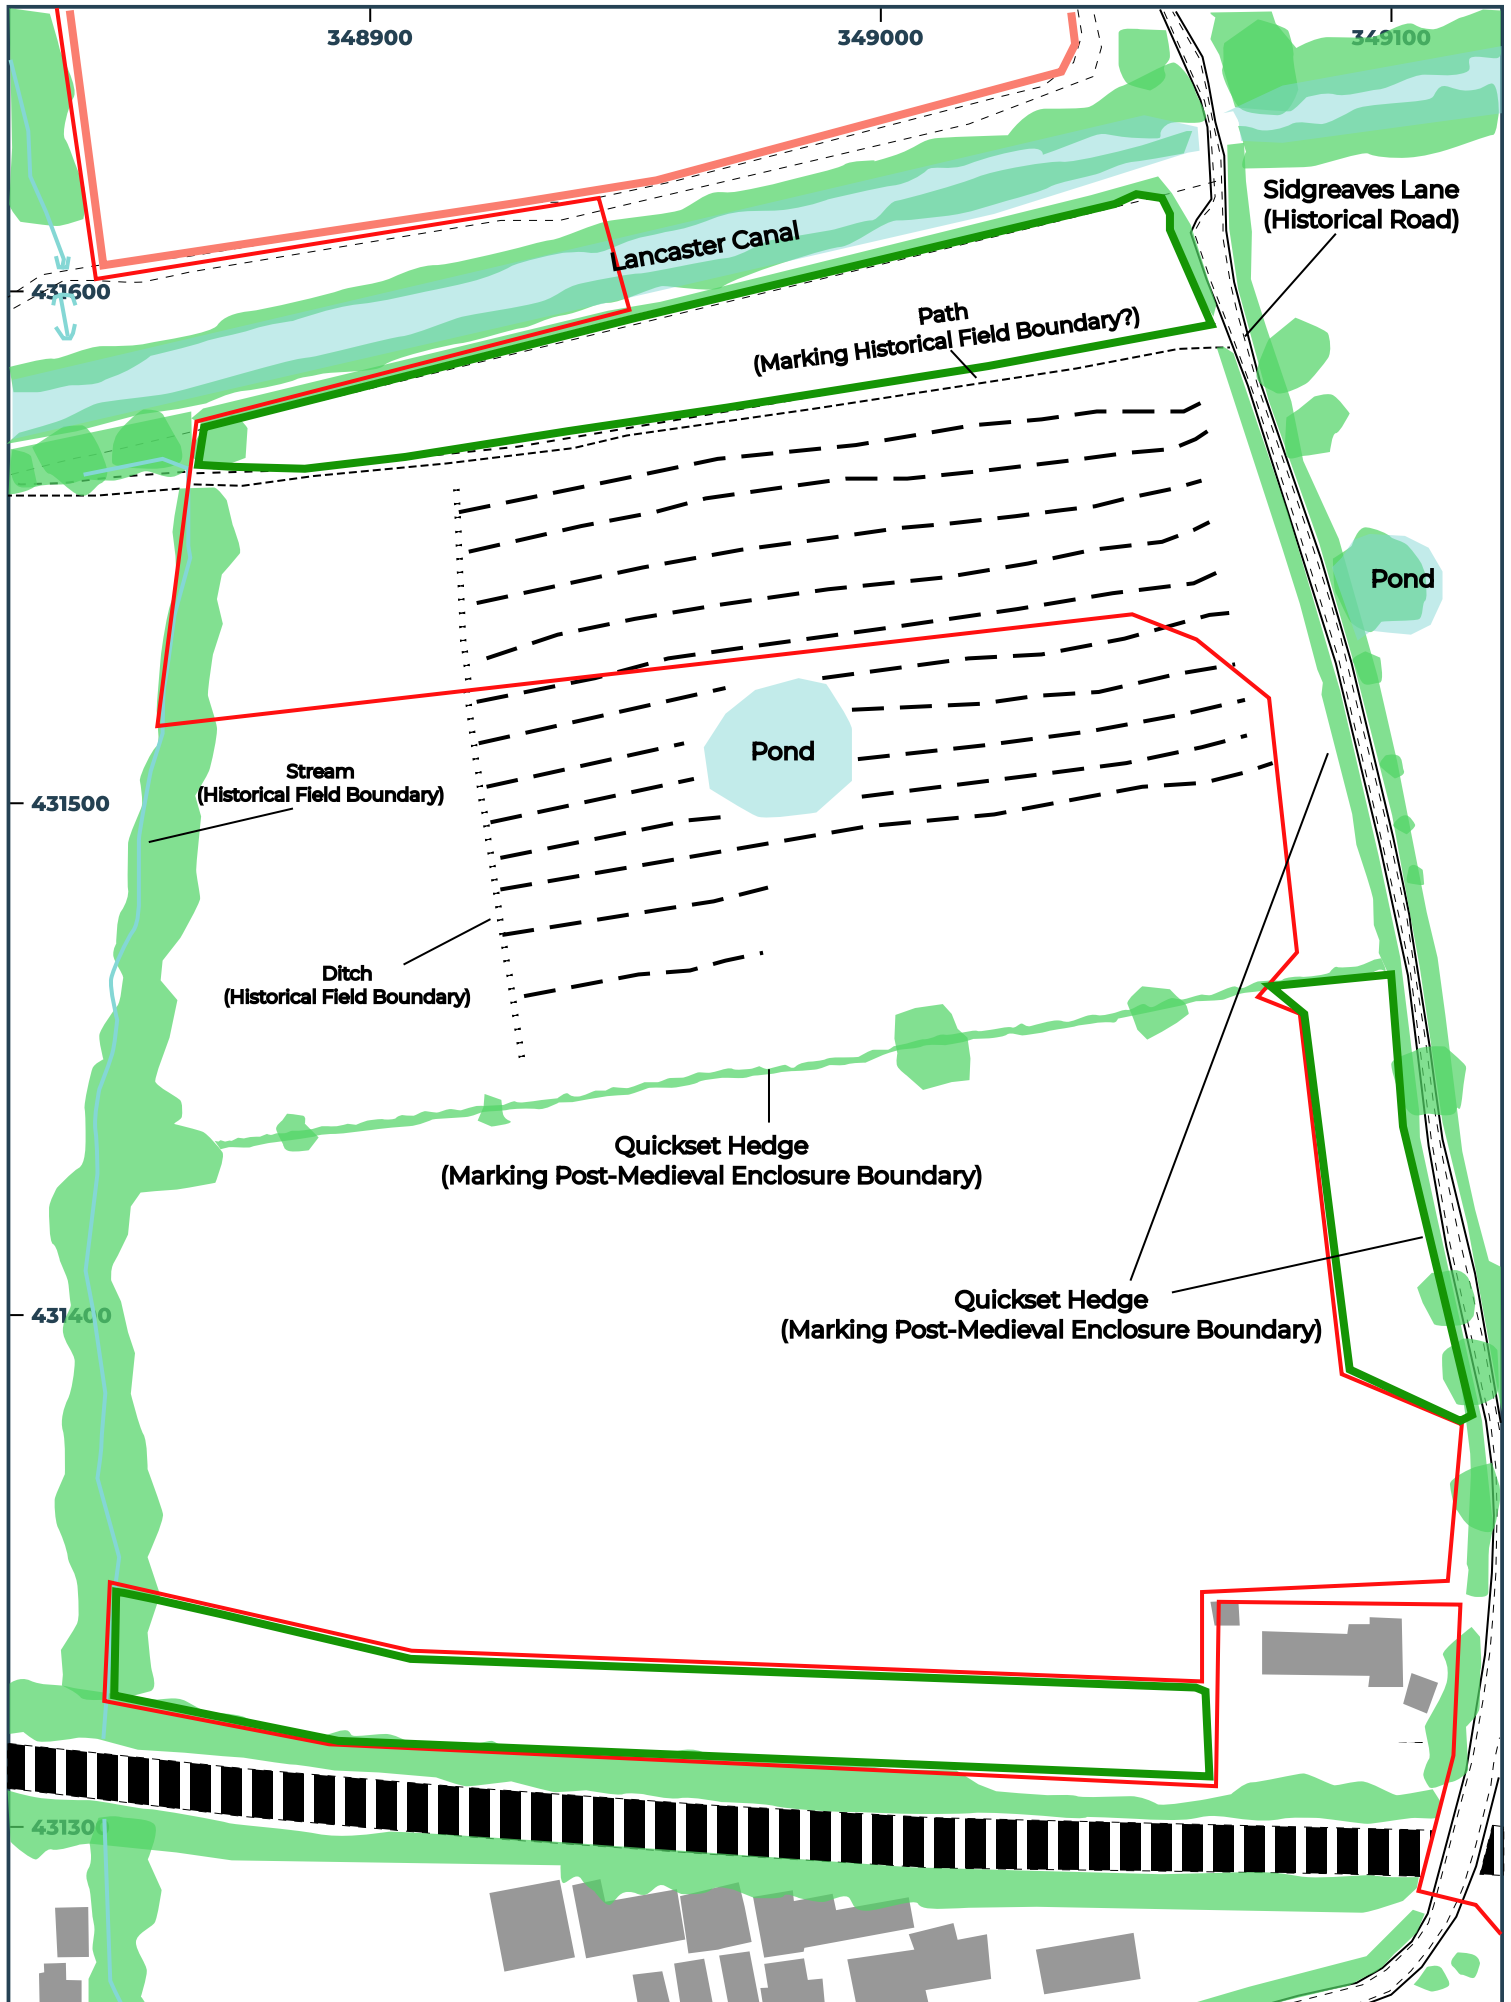 348900
349000
349100
Sidgreaves Lane
(Historical Road)
Lancaster Canal
431600
Path
(Marking Historical Field Boundary?)
Pond
Pond
Stream
(Historical Field Boundary)
431500
Ditch
(Historical Field Boundary)
Quickset Hedge
(Marking Post-Medieval Enclosure Boundary)
Quickset Hedge
(Marking Post-Medieval Enclosure Boundary)
431400
431300